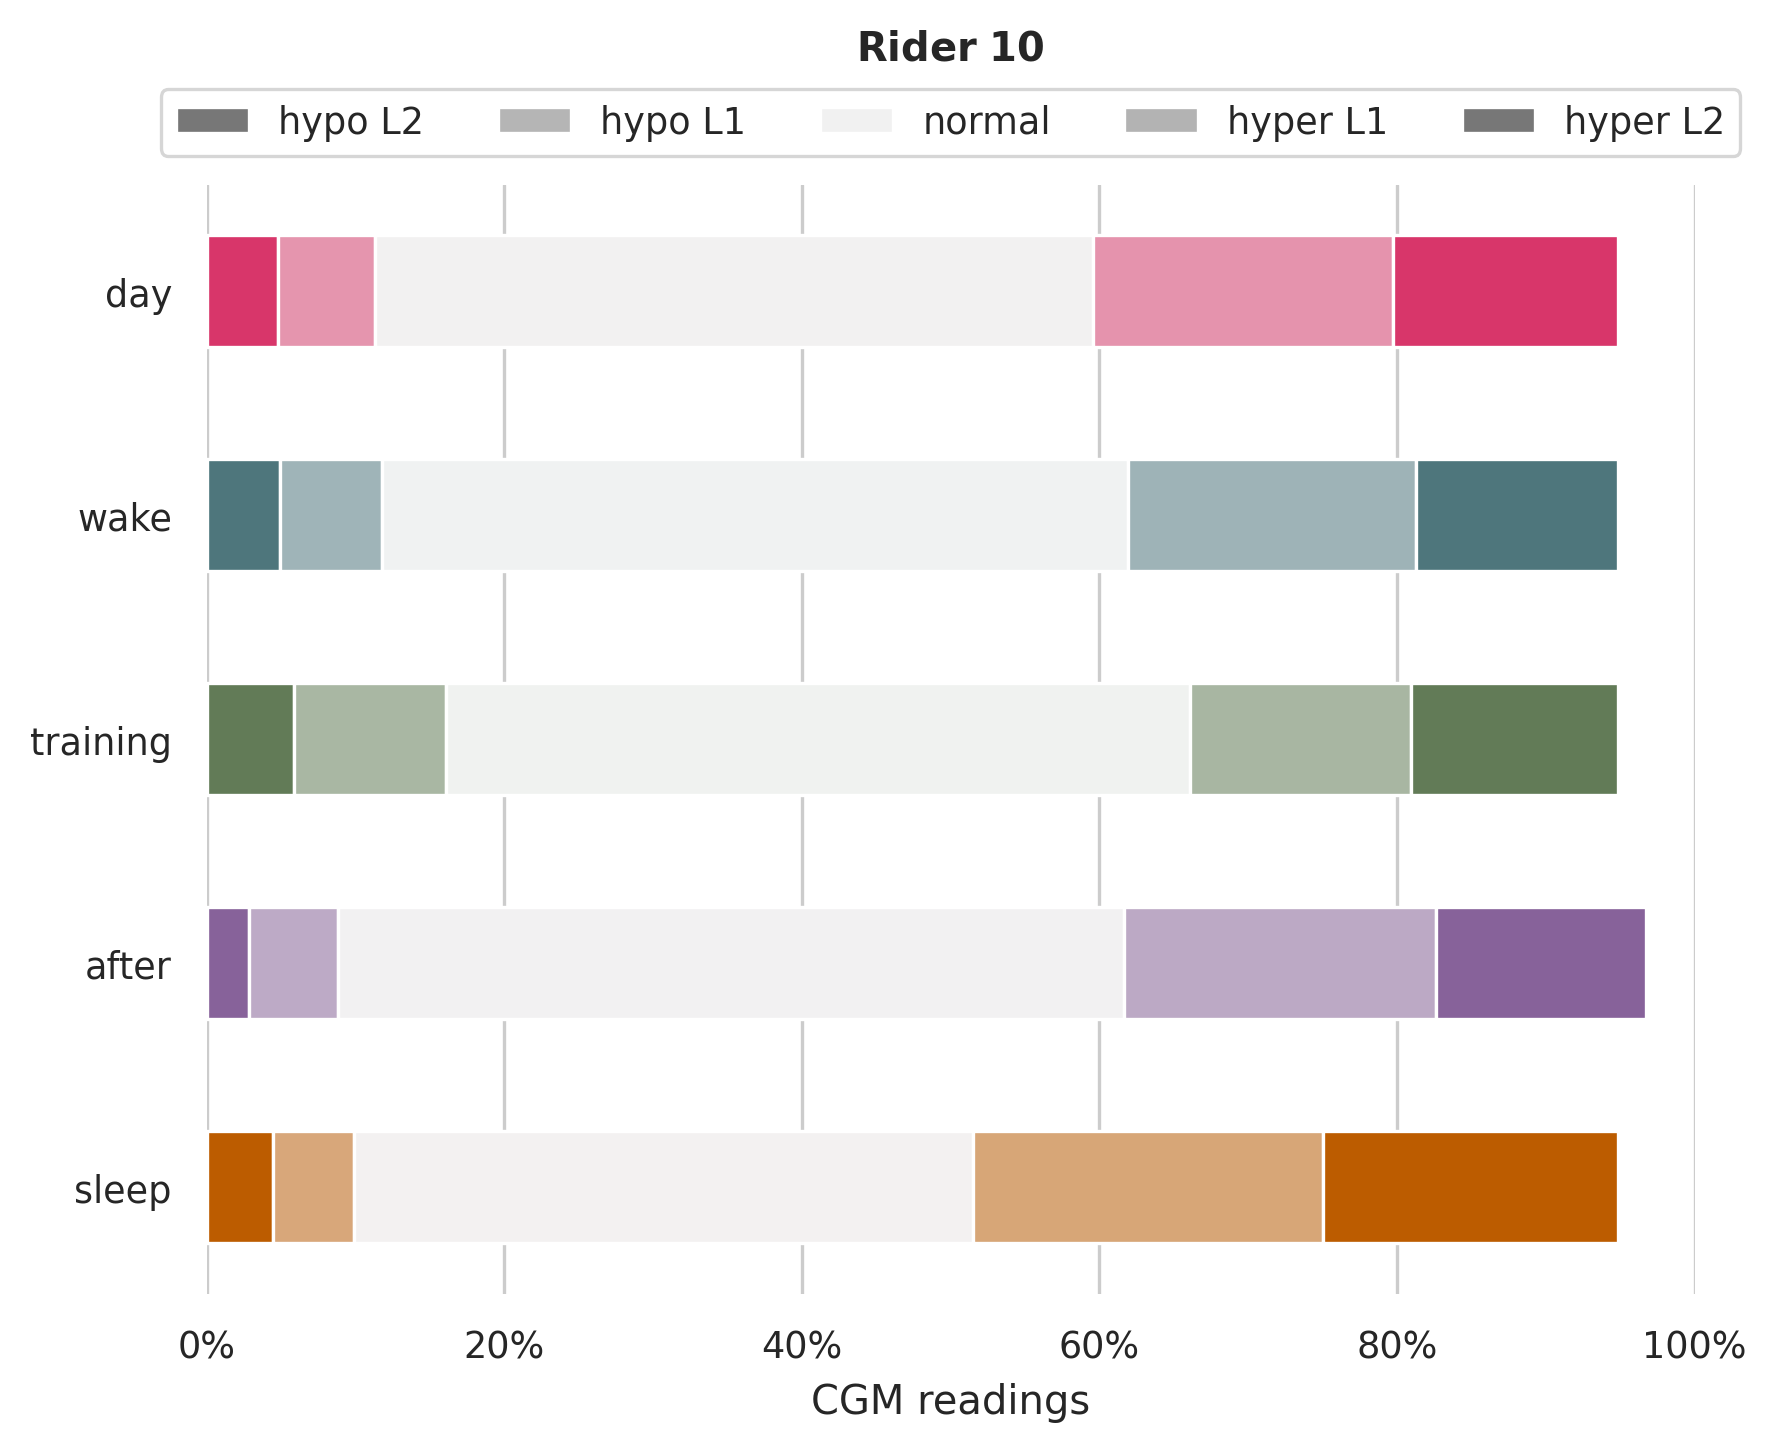 Rider 10
hypo L2 hypo L1 normal hyper L1 hyper L2
day
wake
training
after
sleep
0% 20% 40% 60% 80% 100%
CGM readings